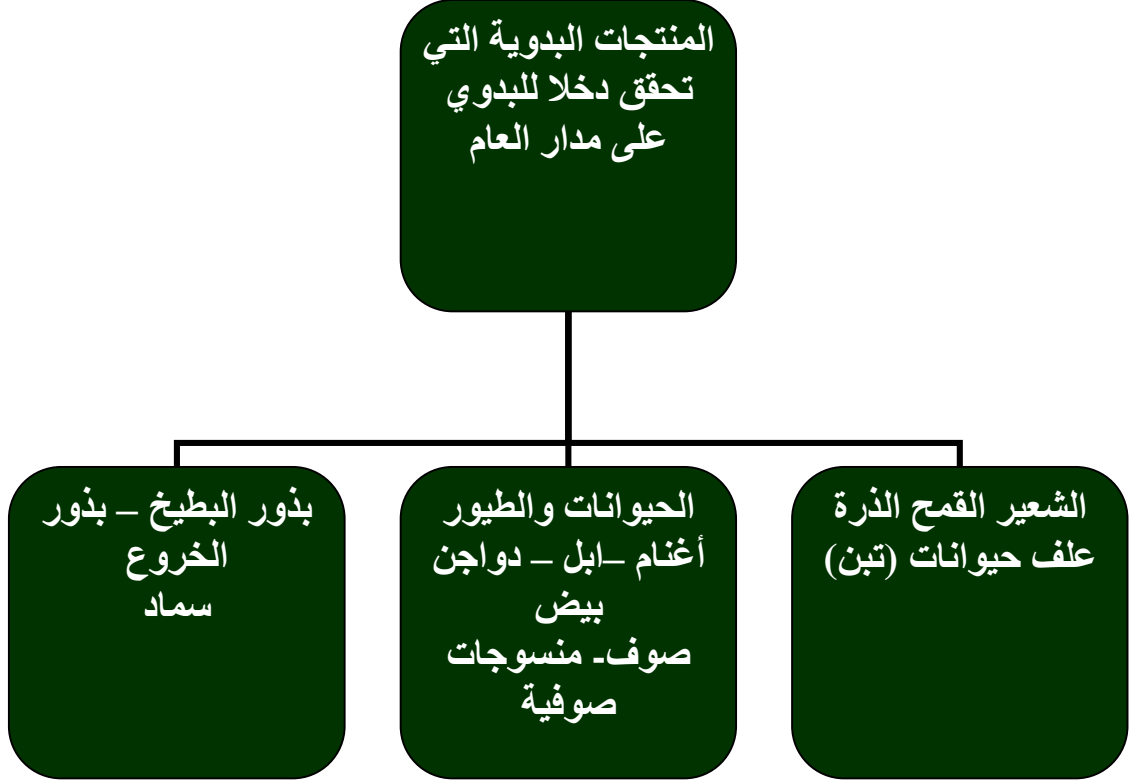 المنتجات البدوية التي
تحقق دخلا للبدوي
على مدار العام
الشعير القمح الذرة
علف حيوانات (تبن)
الحيوانات والطيور
أغنام –ابل – دواجن
بيض
صوف- منسوجات
صوفية
بذور البطيخ – بذور
الخروع
سماد